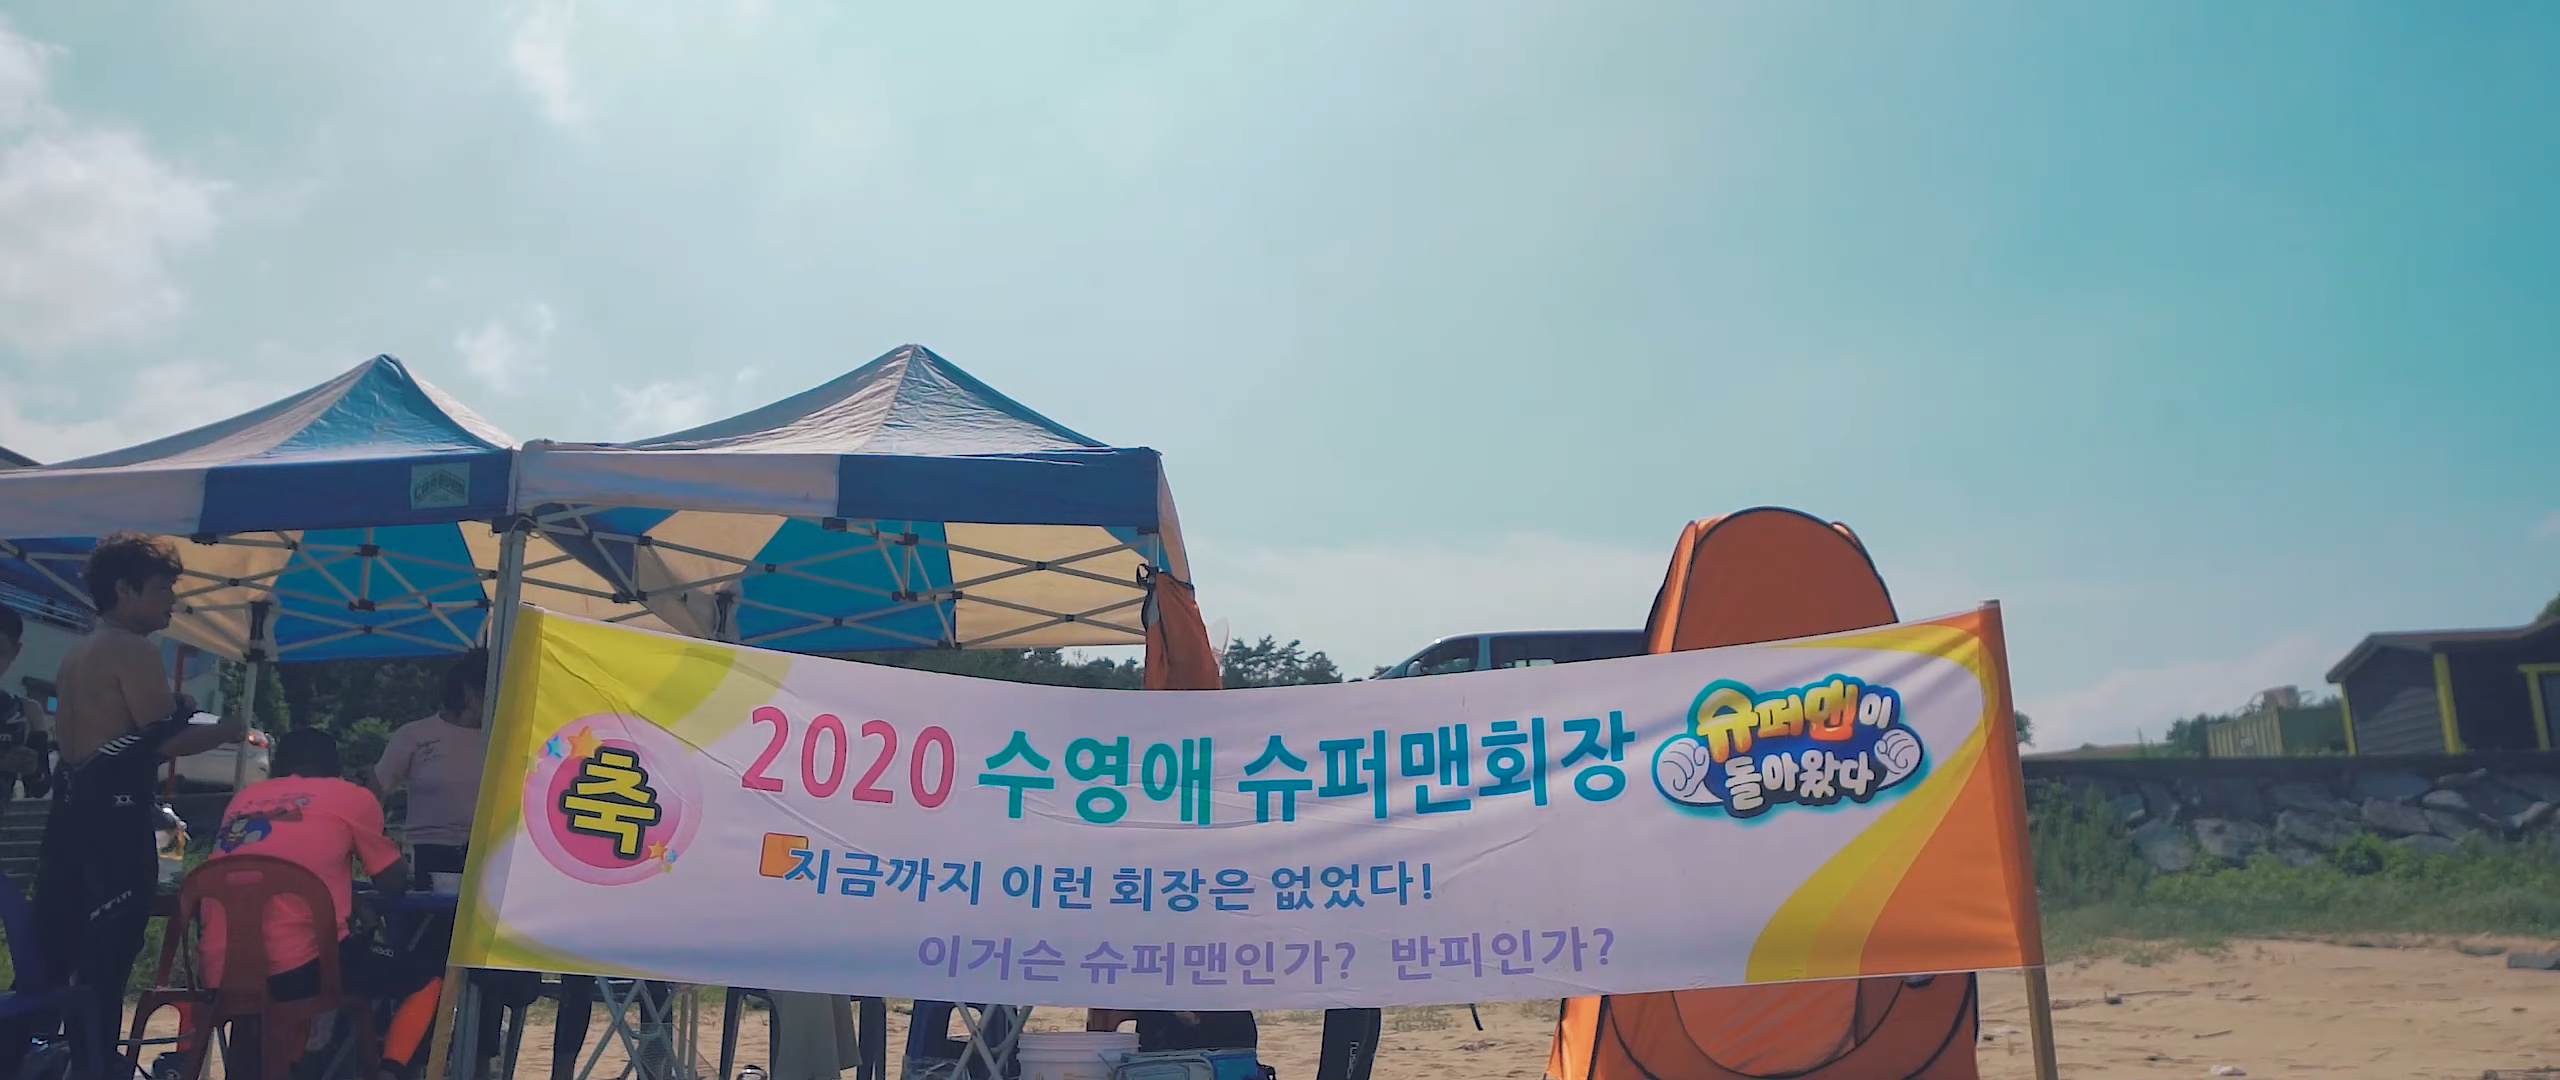 축
2020 수영애 슈퍼맨회장
슈퍼맨이
돌아왔다
지금까지 이런 회장은 없었다!
이거슨 슈퍼맨인가? 반피인가?